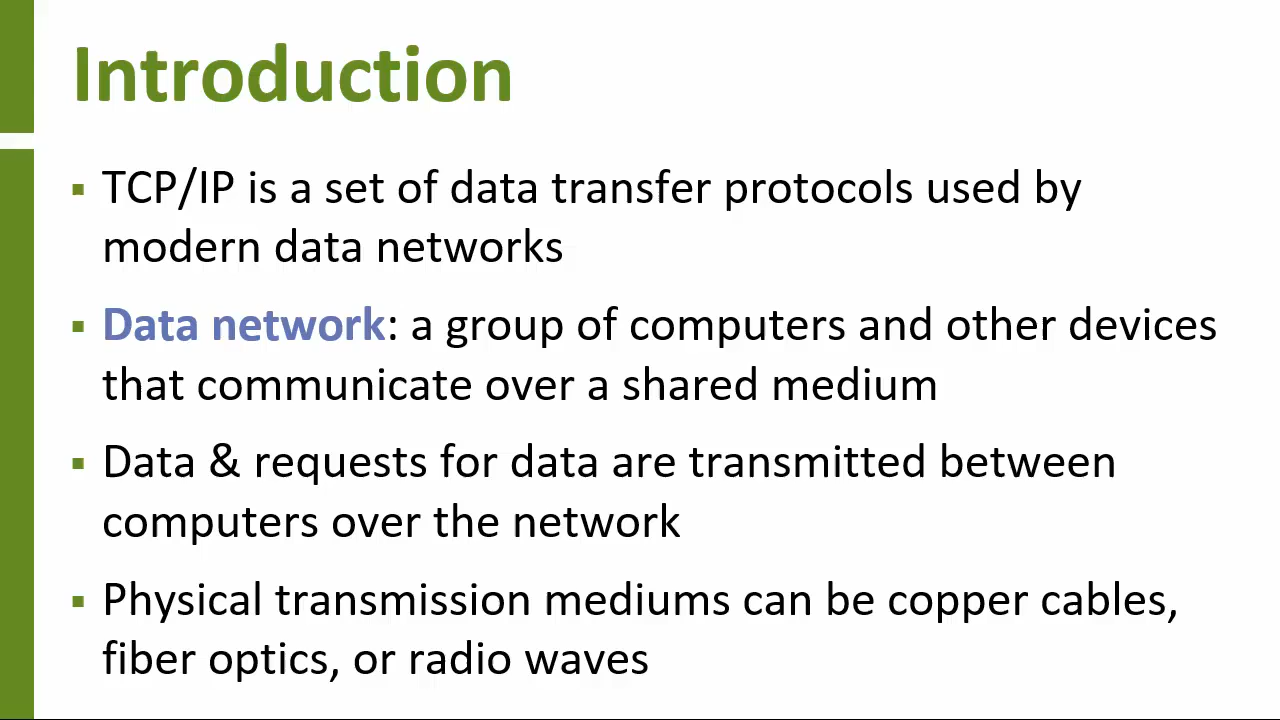 Introduction
▪ TCP/IP is a set of data transfer protocols used by
modern data networks
▪ Data network: a group of computers and other devices
that communicate over a shared medium
▪ Data & requests for data are transmitted between
computers over the network
▪ Physical transmission mediums can be copper cables,
fiber optics, or radio waves